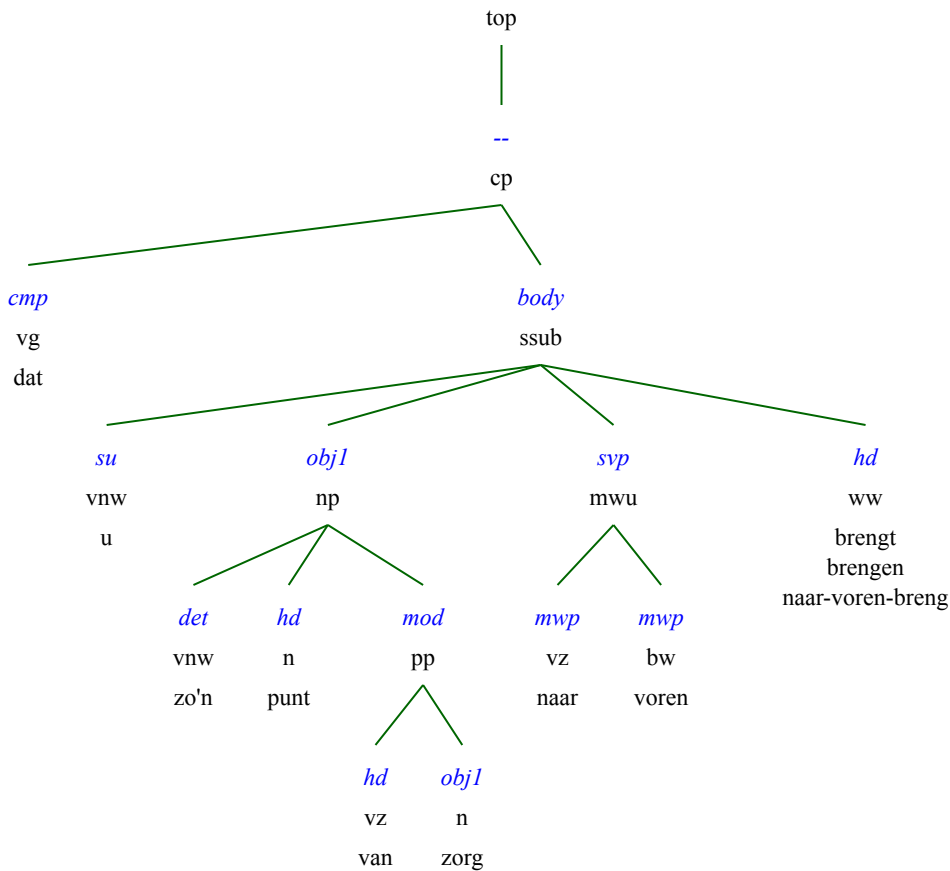 top
--
cp
cmp body
vg ssub
dat
su obj1 svp hd
vnw np mwu ww
u brengt
brengen
naar-voren-breng
det hd mod mwp mwp
vnw n pp vz bw
zo'n punt naar voren
hd obj1
vz n
van zorg